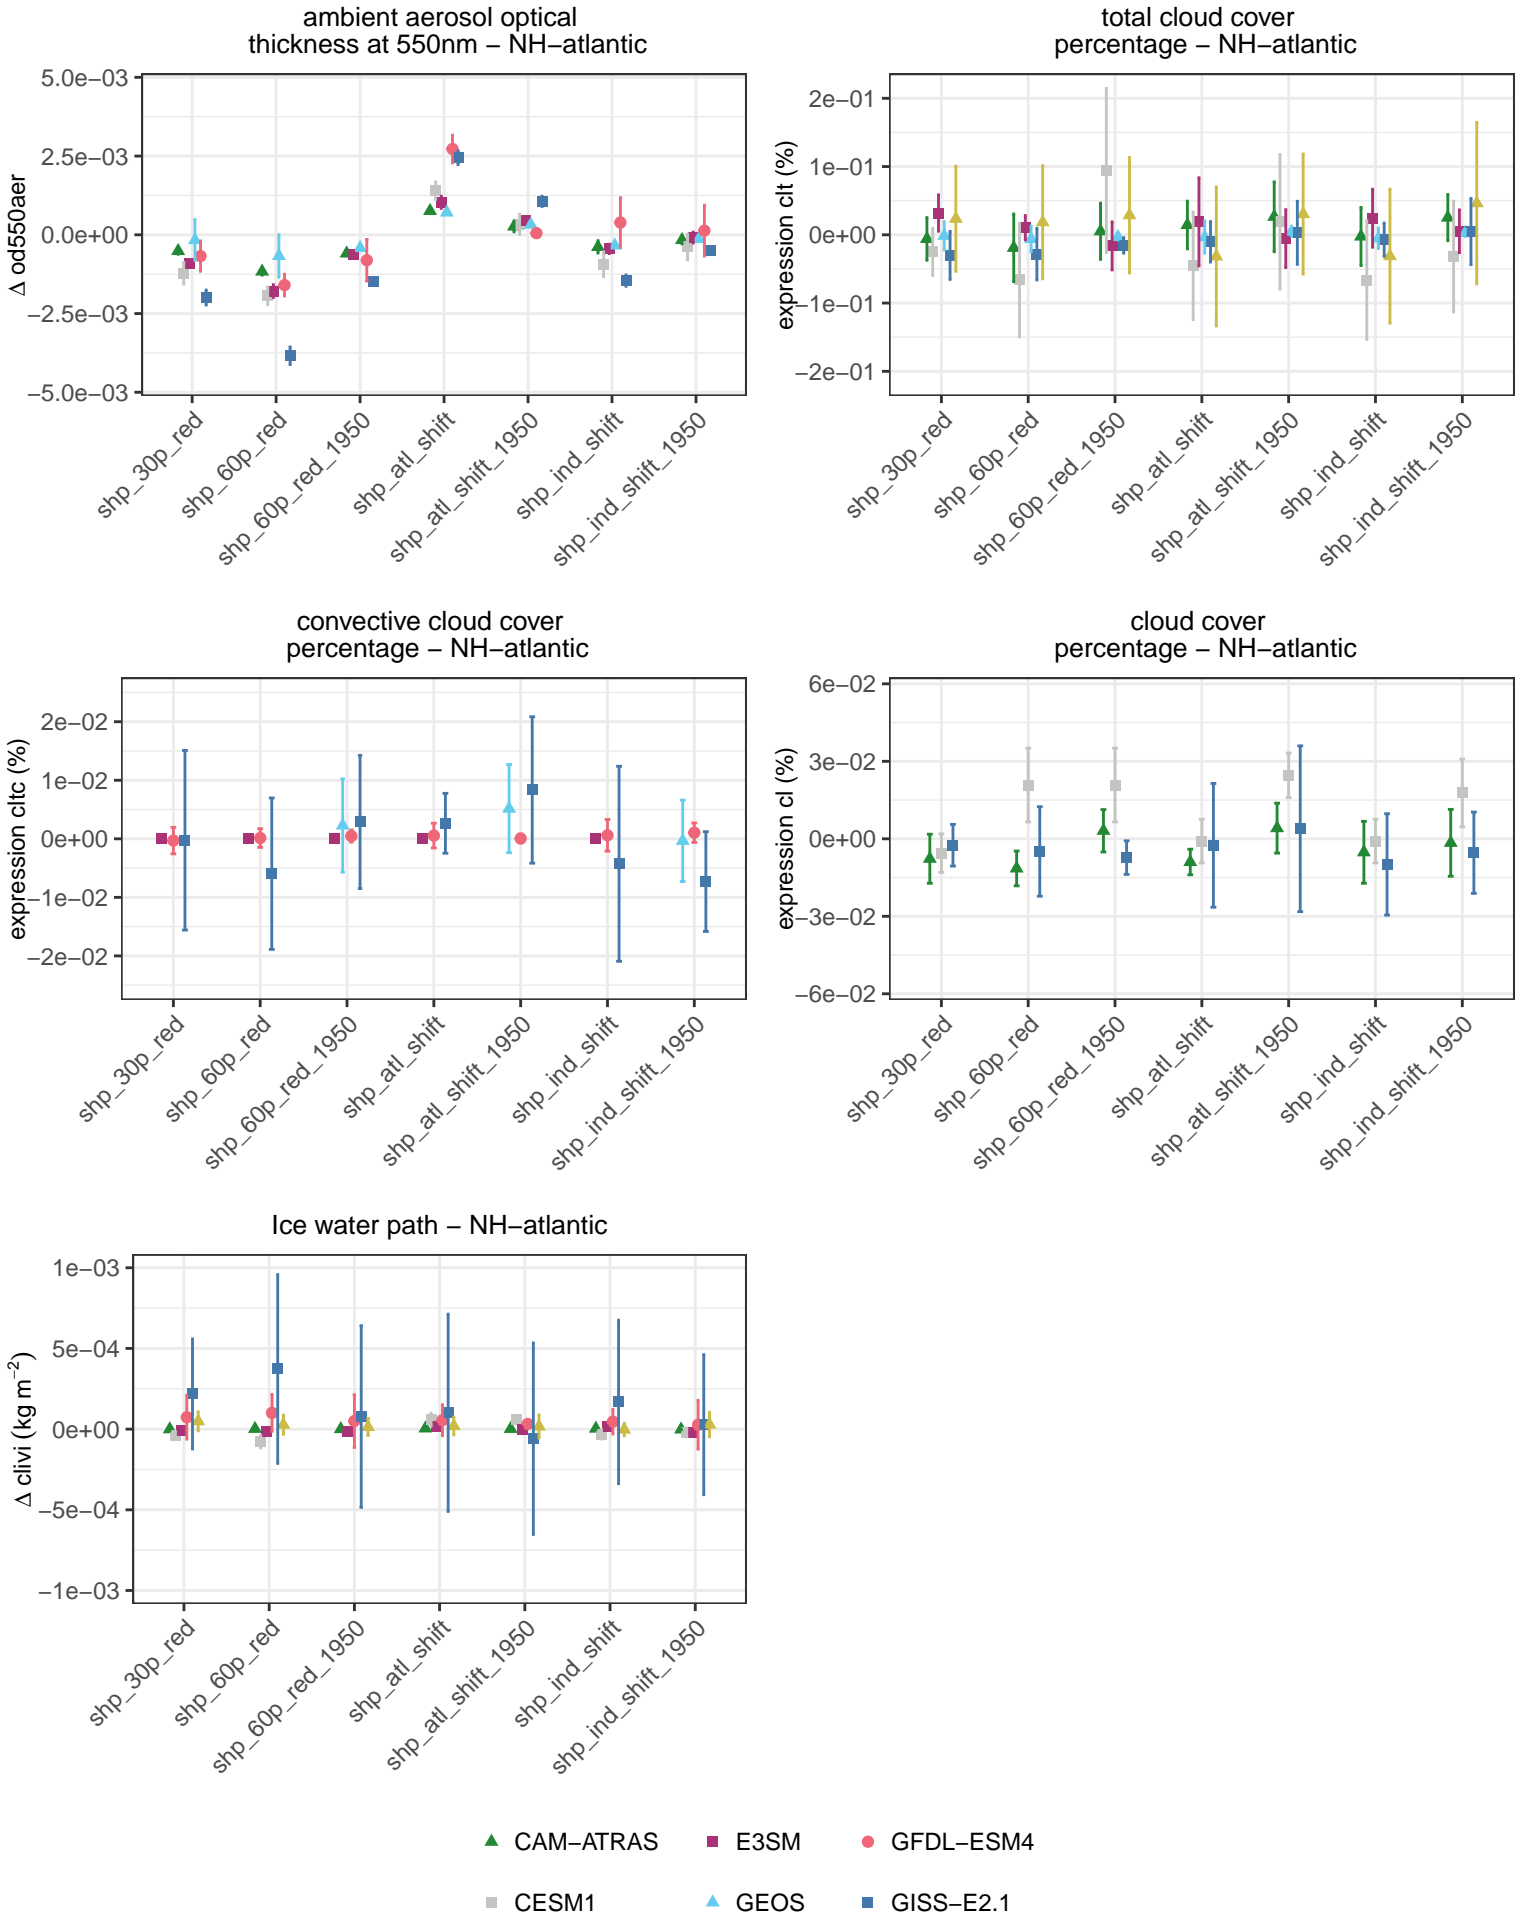 ambient aerosol optical
thickness at 550nm − NH−atlantic
5.0e−03
2.5e−03
0.0e+00
−2.5e−03
−5.0e−03
Δ od550aer
shp_30p_red
shp_60p_red
shp_60p_red_1950
shp_atl_shift
shp_atl_shift_1950
shp_ind_shift
shp_ind_shift_1950
total cloud cover
percentage − NH−atlantic
2e−01
1e−01
0e+00
−1e−01
−2e−01
expression clt (%)
shp_30p_red
shp_60p_red
shp_60p_red_1950
shp_atl_shift
shp_atl_shift_1950
shp_ind_shift
shp_ind_shift_1950
convective cloud cover
percentage − NH−atlantic
2e−02
1e−02
0e+00
−1e−02
−2e−02
expression cltc (%)
shp_30p_red
shp_60p_red
shp_60p_red_1950
shp_atl_shift
shp_atl_shift_1950
shp_ind_shift
shp_ind_shift_1950
cloud cover
percentage − NH−atlantic
6e−02
3e−02
0e+00
−3e−02
−6e−02
expression cl (%)
shp_30p_red
shp_60p_red
shp_60p_red_1950
shp_atl_shift
shp_atl_shift_1950
shp_ind_shift
shp_ind_shift_1950
Ice water path − NH−atlantic
1e−03
5e−04
0e+00
−5e−04
−1e−03
Δ clivi (kg m⁻²)
shp_30p_red
shp_60p_red
shp_60p_red_1950
shp_atl_shift
shp_atl_shift_1950
shp_ind_shift
shp_ind_shift_1950
CAM−ATRAS E3SM GFDL−ESM4
CESM1 GEOS GISS−E2.1